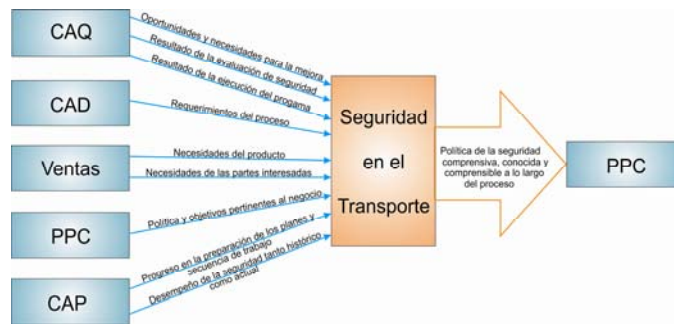 CAQ
Oportunidades y necesidades para la mejora
Resultado de la evaluación de seguridad
Resultado de la ejecución del progama
CAD
Requerimientos del proceso
Ventas
Necesidades del producto
Necesidades de las partes interesadas
PPC
Política y objetivos pertinentes al negocio
CAP
Progreso en la preparación de los planes y
secuencia de trabajo
Desempeño de la seguridad tanto histórico
como actual
Seguridad
en el
Transporte
Política de la seguridad
comprensiva, conocida y
comprensible a lo largo
del proceso
PPC